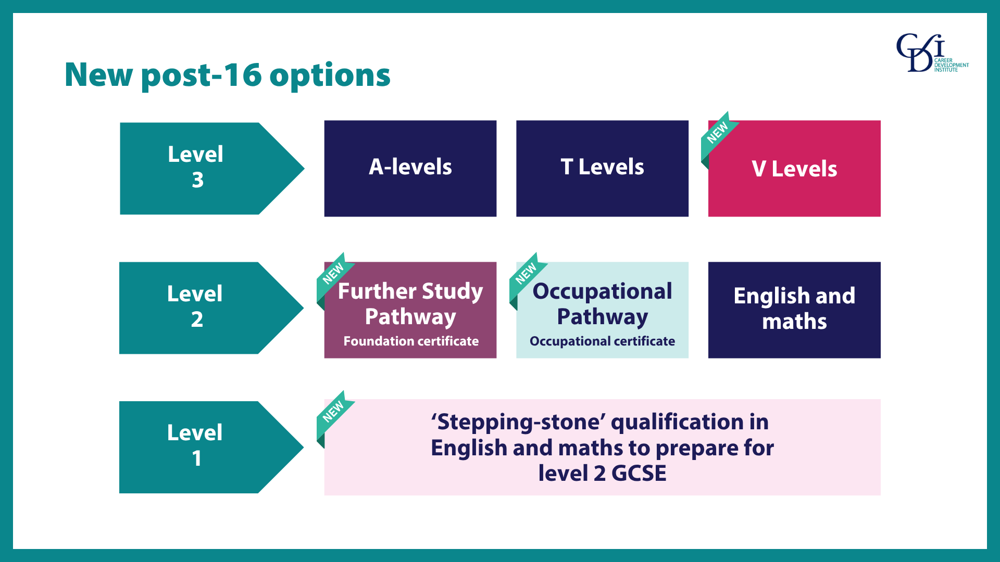 New post-16 options
CDI
CAREER
DEVELOPMENT
INSTITUTE
Level
3
A-levels
T Levels
NEW
V Levels
Level
2
NEW
Further Study
Pathway
Foundation certificate
NEW
Occupational
Pathway
Occupational certificate
English and
maths
Level
1
NEW
‘Stepping-stone’ qualification in
English and maths to prepare for
level 2 GCSE